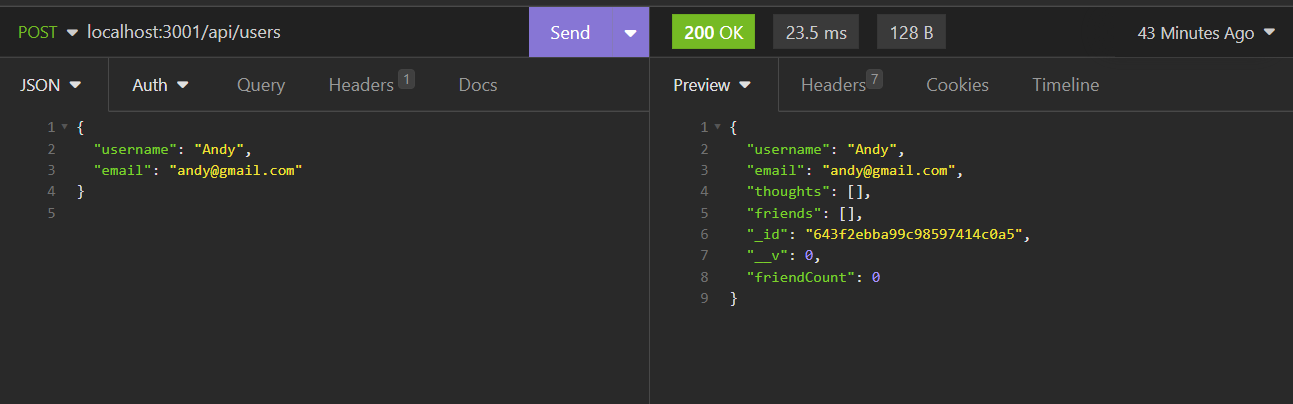 POST localhost:3001/api/users Send 200 OK 23.5 ms 128 B 43 Minutes Ago
JSON Auth Query Headers 1 Docs
1 {
2 "username": "Andy",
3 "email": "andy@gmail.com"
4 }
5
Preview Headers 7 Cookies Timeline
1 {
2 "username": "Andy",
3 "email": "andy@gmail.com",
4 "thoughts": [],
5 "friends": [],
6 "_id": "643f2ebba99c98597414c0a5",
7 "__v": 0,
8 "friendCount": 0
9 }